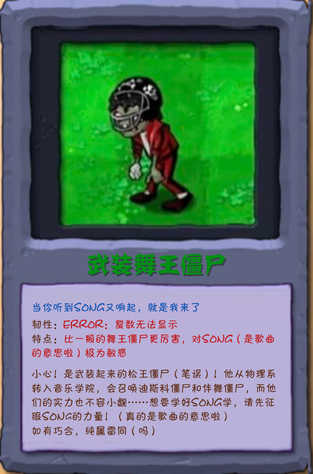 武装舞王僵尸
当你听到SONG又响起，就是我来了
韧性：ERROR：复数无法显示
特点：比一般的舞王僵尸更厉害，对SONG（是歌曲
的意思啦）极为敏感
小心！是武装起来的松王僵尸（笔误）！他从物理系
转入音乐学院，会召唤迪斯科僵尸和伴舞僵尸，而他
们的实力也不容小觑……想要学好SONG学，请先征
服SONG的力量！（真的是歌曲的意思啦）
如有巧合，纯属雷同（吗）